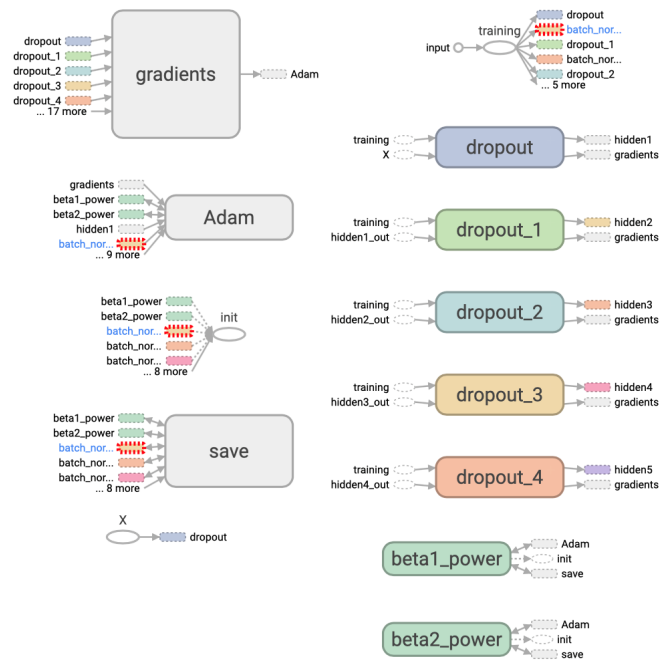 dropout
dropout_1
dropout_2
dropout_3
dropout_4
... 17 more
gradients
Adam
input
training
dropout
batch_nor...
dropout_1
batch_nor...
dropout_2
... 5 more
training
X
dropout
hidden1
gradients
gradients
beta1_power
beta2_power
hidden1
batch_nor...
... 9 more
Adam
training
hidden1_out
dropout_1
hidden2
gradients
beta1_power
beta2_power
batch_nor...
batch_nor...
batch_nor...
... 8 more
init
training
hidden2_out
dropout_2
hidden3
gradients
training
hidden3_out
dropout_3
hidden4
gradients
beta1_power
beta2_power
batch_nor...
batch_nor...
batch_nor...
... 8 more
save
training
hidden4_out
dropout_4
hidden5
gradients
X
dropout
beta1_power
Adam
init
save
beta2_power
Adam
init
save